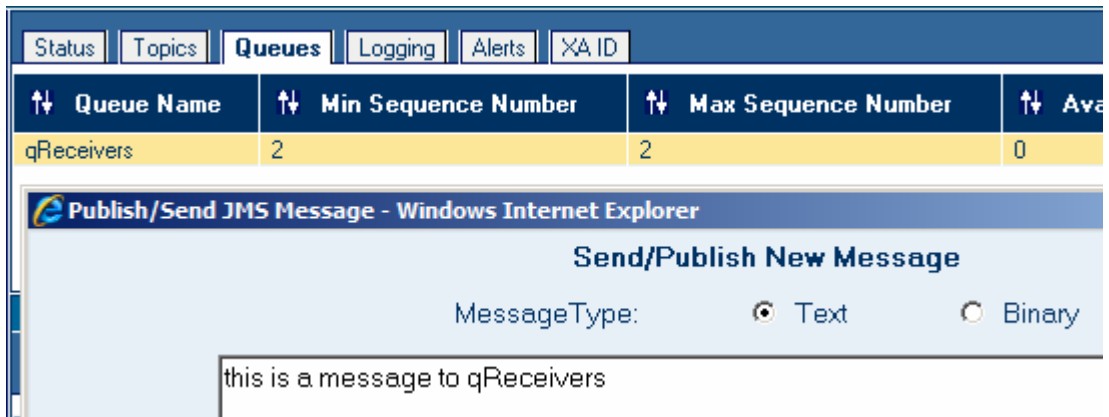 Status Topics Queues Logging Alerts XA ID
Queue Name Min Sequence Number Max Sequence Number Ava
qReceivers 2 2 0
Publish/Send JMS Message - Windows Internet Explorer
Send/Publish New Message
MessageType: Text Binary
this is a message to qReceivers